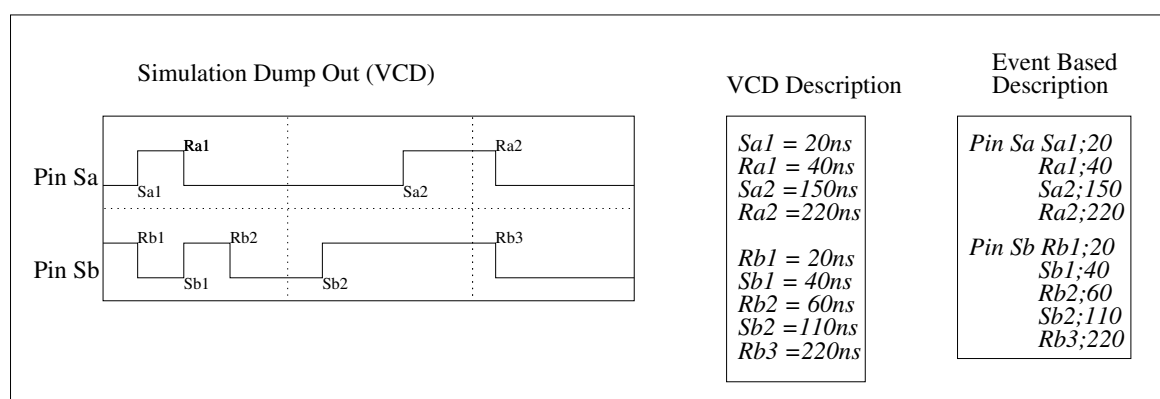 Simulation Dump Out (VCD)
Pin Sa
Ra1
Sa1
Ra2
Sa2
Pin Sb
Rb1
Sb1
Rb2
Sb2
Rb3
VCD Description
Sa1 = 20ns
Ra1 = 40ns
Sa2 =150ns
Ra2 =220ns
Rb1 = 20ns
Sb1 = 40ns
Rb2 = 60ns
Sb2 =110ns
Rb3 =220ns
Event Based
Description
Pin Sa Sa1;20
Ra1;40
Sa2;150
Ra2;220
Pin Sb Rb1;20
Sb1;40
Rb2;60
Sb2;110
Rb3;220